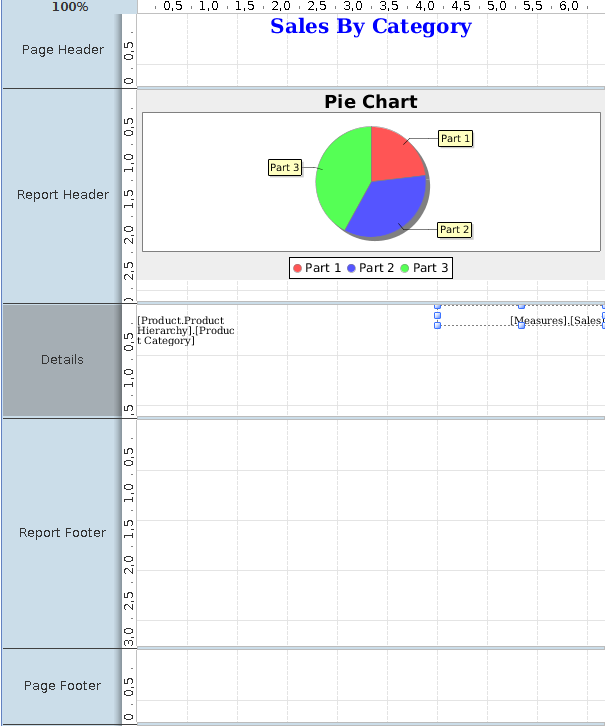 100%
0,5 1,0 1,5 2,0 2,5 3,0 3,5 4,0 4,5 5,0 5,5 6,0
Sales By Category
Page Header
0,5
0
Pie Chart
Report Header
0,5
1,0
1,5
2,0
2,5
Part 1
Part 3
Part 2
Part 1 Part 2 Part 3
Details
0,5
1,0
,5
[Product.Product
Hierarchy].[Produc
t Category]
[Measures].[Sales
Report Footer
0,5
1,0
1,5
2,0
2,5
3,0
Page Footer
0,5
0